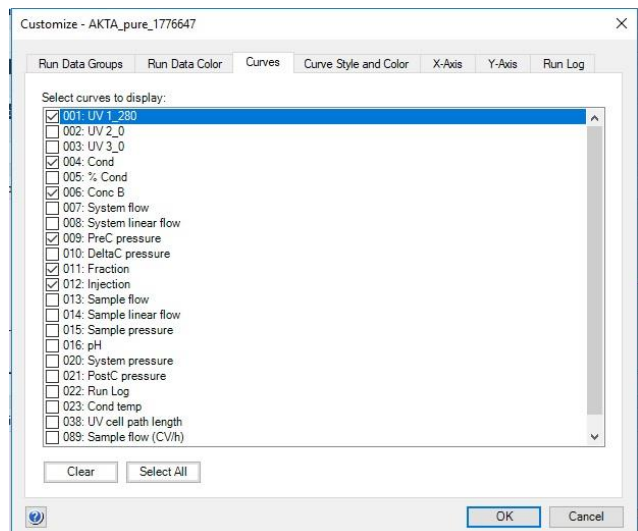 Customize - AKTA_pure_1776647
Run Data Groups Run Data Color Curves Curve Style and Color X-Axis Y-Axis Run Log
Select curves to display:
001: UV 1_280
002: UV 2_0
003: UV 3_0
004: Cond
005: % Cond
006: Conc B
007: System flow
008: System linear flow
009: PreC pressure
010: DeltaC pressure
011: Fraction
012: Injection
013: Sample flow
014: Sample linear flow
015: Sample pressure
016: pH
020: System pressure
021: PostC pressure
022: Run Log
023: Cond temp
038: UV cell path length
089: Sample flow (CV/h)
Clear Select All
? OK Cancel